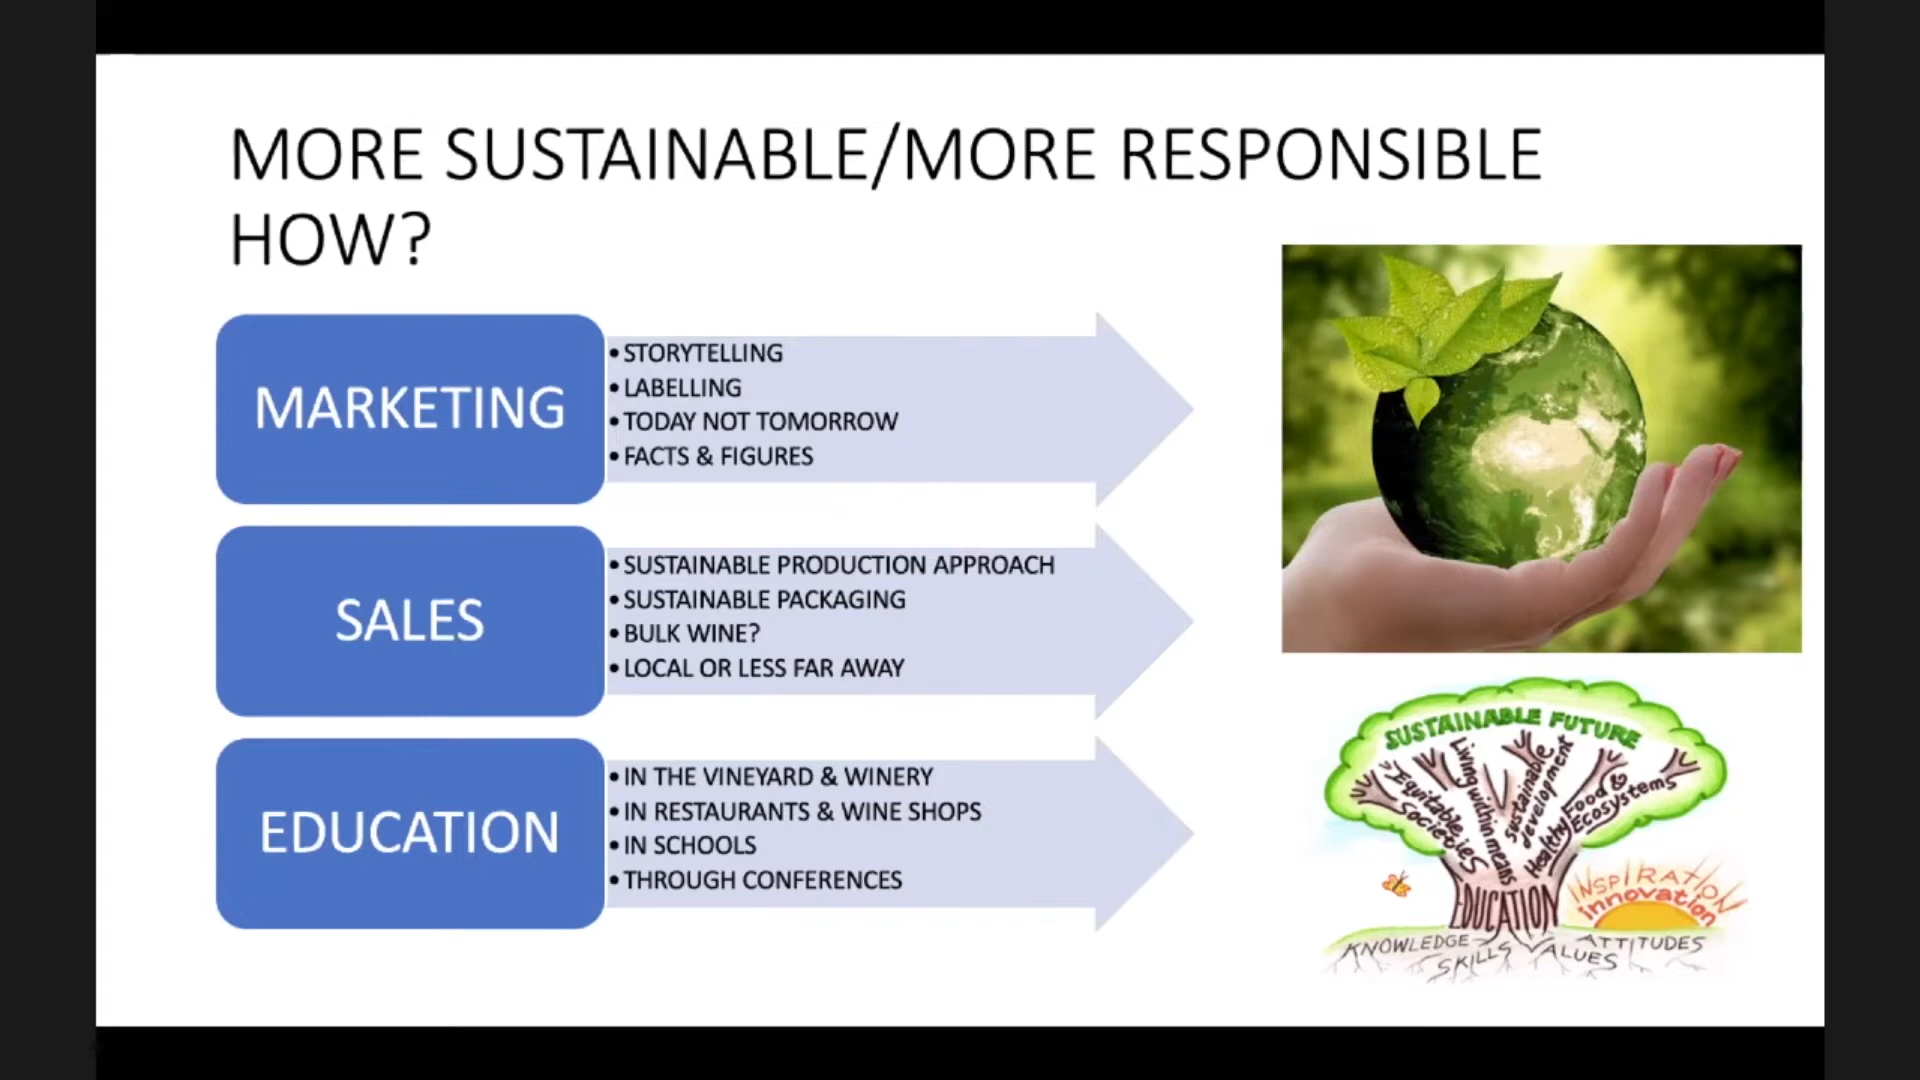 MORE SUSTAINABLE/MORE RESPONSIBLE
HOW?
MARKETING
•STORYTELLING
•LABELLING
•TODAY NOT TOMORROW
•FACTS & FIGURES
SALES
•SUSTAINABLE PRODUCTION APPROACH
•SUSTAINABLE PACKAGING
•BULK WINE?
•LOCAL OR LESS FAR AWAY
EDUCATION
•IN THE VINEYARD & WINERY
•IN RESTAURANTS & WINE SHOPS
•IN SCHOOLS
•THROUGH CONFERENCES
SUSTAINABLE FUTURE
Equitable
Societies
Living within means
sustainable
development
Healthy Food &
Ecosystems
EDUCATION
INSPIRATION
innovation
KNOWLEDGE
SKILLS
VALUES
ATTITUDES